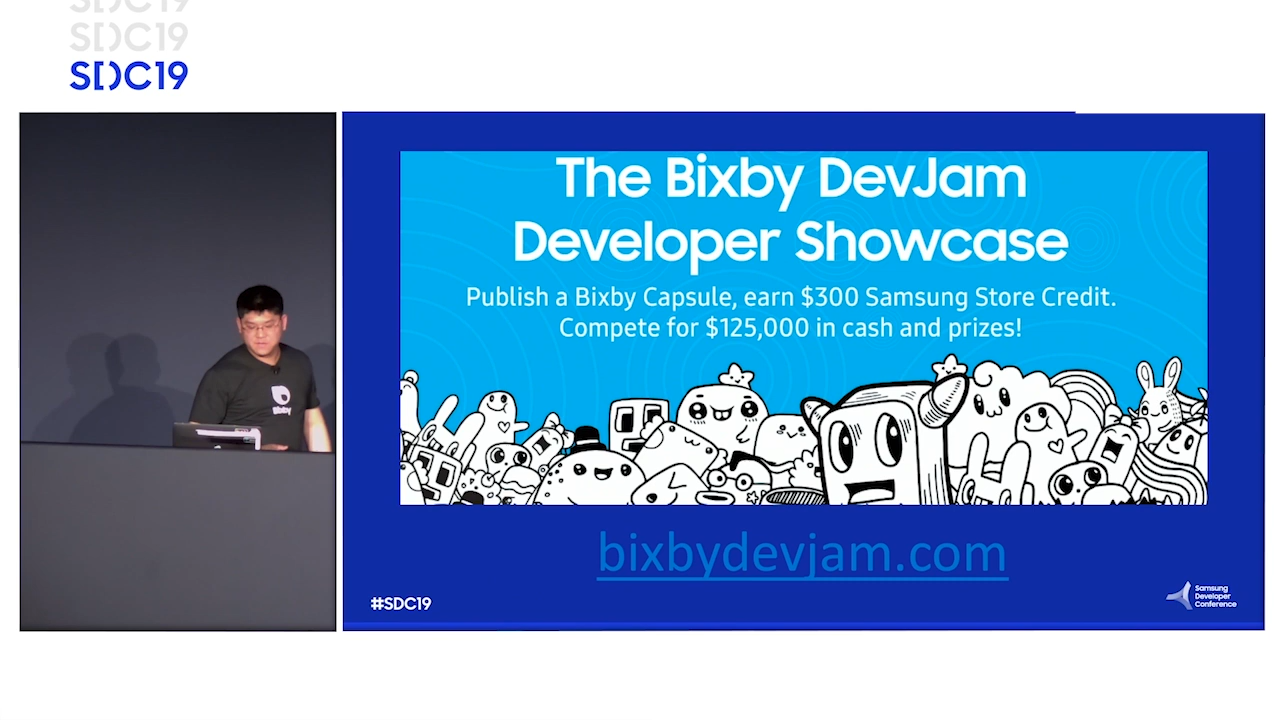 SDC19
SDC19
SDC19
Bixby
The Bixby DevJam
Developer Showcase
Publish a Bixby Capsule, earn $300 Samsung Store Credit.
Compete for $125,000 in cash and prizes!
bixbydevjam.com
#SDC19
Samsung
Developer
Conference